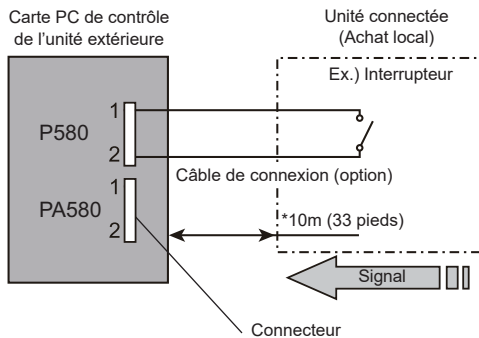 Carte PC de contrôle
de l'unité extérieure
Unité connectée
(Achat local)
Ex.) Interrupteur
P580
1
2
Câble de connexion (option)
PA580
1
2
*10m (33 pieds)
Signal
Connecteur